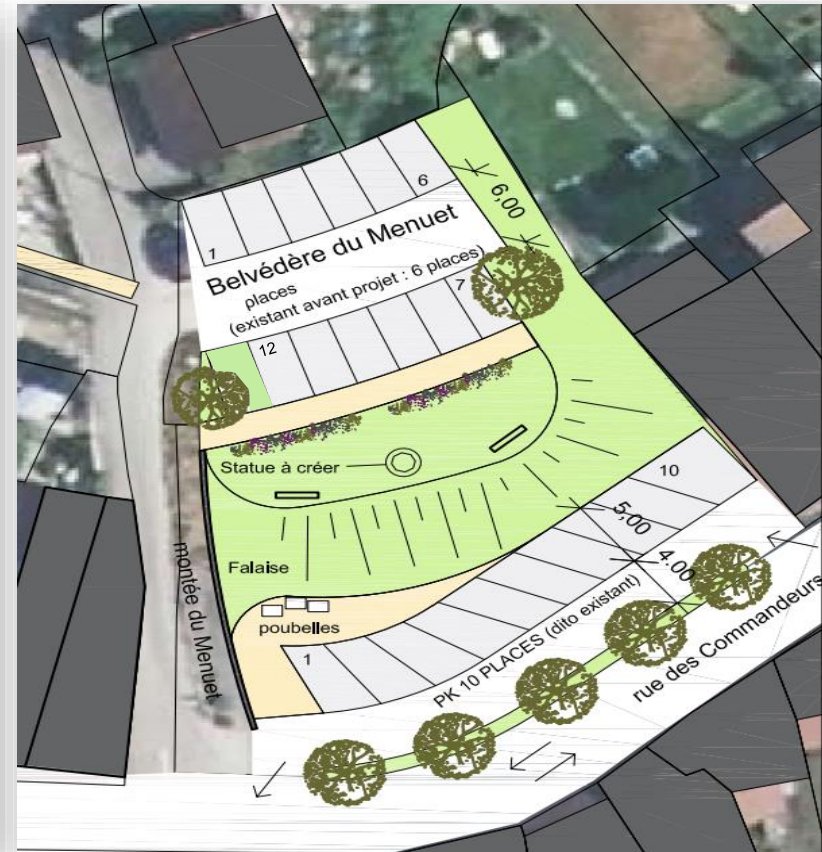 6
6,00
1
Belvédère du Menuet
places
(existant avant projet : 6 places)
7
12
Statue à créer
10
5,00
4.00
Falaise
montée du Menuet
poubelles
1
PK 10 PLACES (dito existant)
rue des Commandeurs